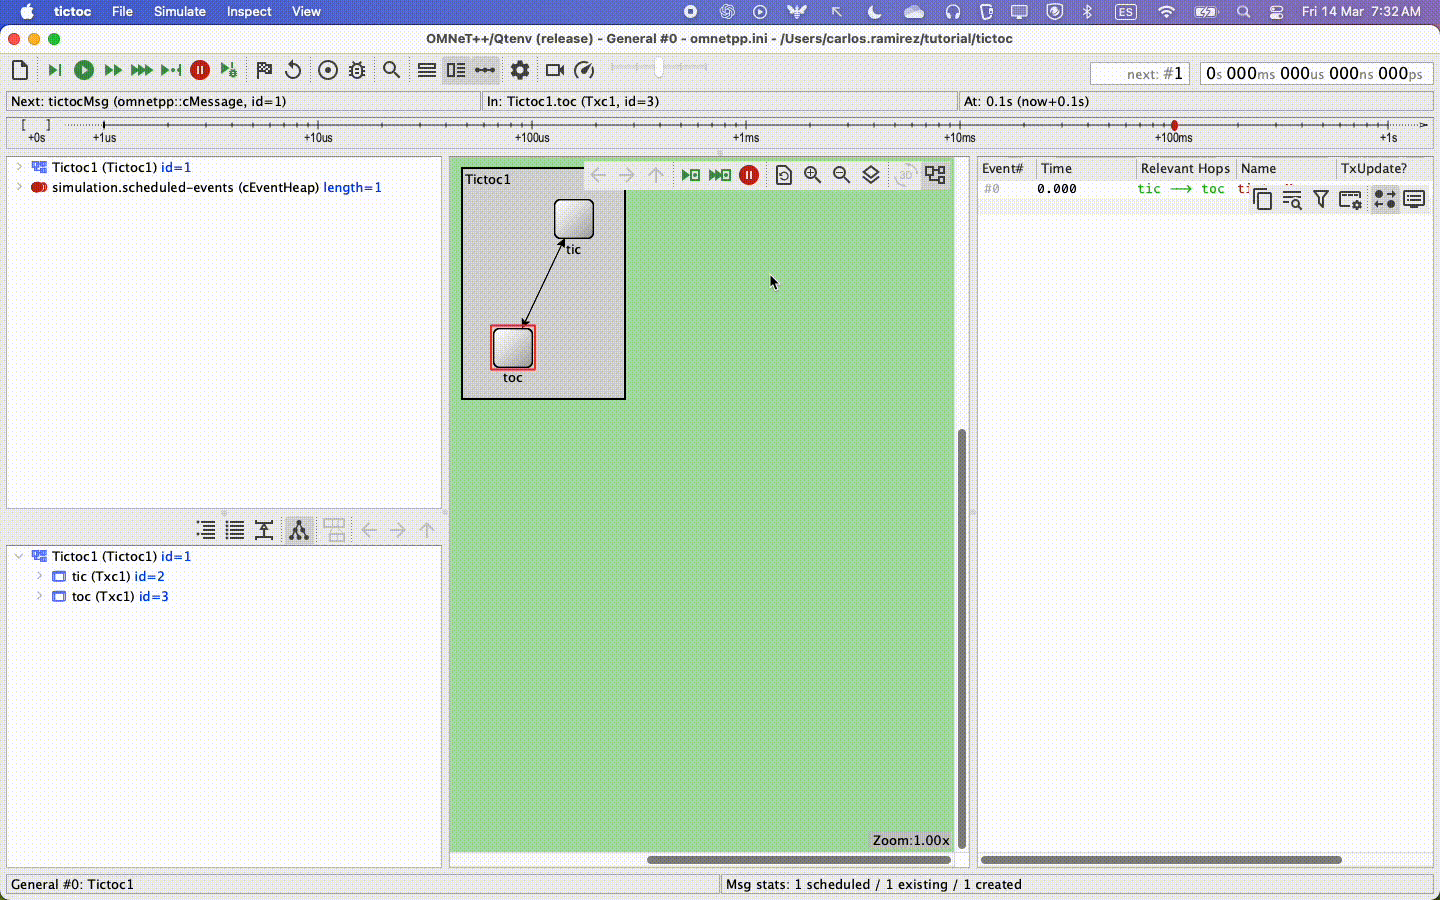 tictoc File Simulate Inspect View ES Fri 14 Mar 7:32 AM
OMNeT++/Qtenv (release) - General #0 - omnetpp.ini - /Users/carlos.ramirez/tutorial/tictoc
next: #1 0s 000ms 000us 000ns 000ps
Next: tictocMsg (omnetpp::cMessage, id=1) In: Tictoc1.toc (Txc1, id=3) At: 0.1s (now+0.1s)
+0s +1us +10us +100us +1ms +10ms +100ms +1s
Tictoc1 (Tictoc1) id=1
simulation.scheduled-events (cEventHeap) length=1
Tictoc1
3D
tic
toc
Zoom:1.00x
Event# Time Relevant Hops Name TxUpdate?
#0 0.000 tic --> toc
Tictoc1 (Tictoc1) id=1
tic (Txc1) id=2
toc (Txc1) id=3
General #0: Tictoc1 Msg stats: 1 scheduled / 1 existing / 1 created